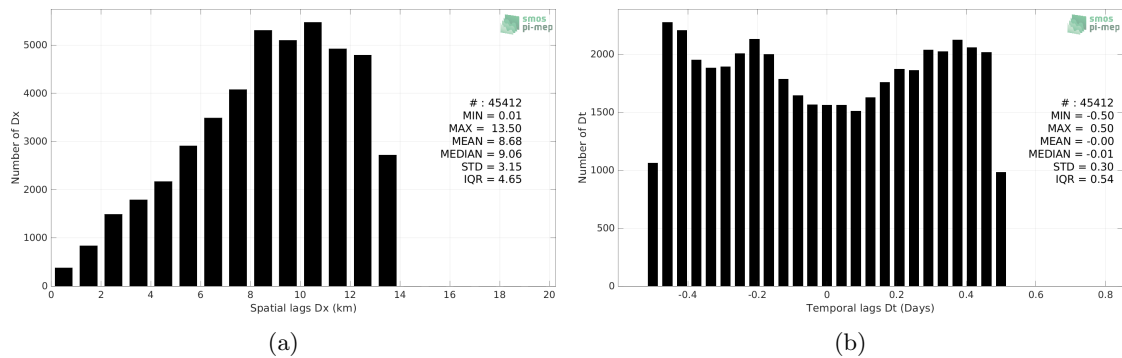 smos
pi-mep
5000
4000
3000
2000
1000
0
Number of Dx
# : 45412
MIN = 0.01
MAX = 13.50
MEAN = 8.68
MEDIAN = 9.06
STD = 3.15
IQR = 4.65
0 2 4 6 8 10 12 14 16 18 20
Spatial lags Dx (km)
(a)
smos
pi-mep
2000
1500
1000
500
0
Number of Dt
# : 45412
MIN = -0.50
MAX = 0.50
MEAN = -0.00
MEDIAN = -0.01
STD = 0.30
IQR = 0.54
-0.4 -0.2 0 0.2 0.4 0.6 0.8
Temporal lags Dt (Days)
(b)